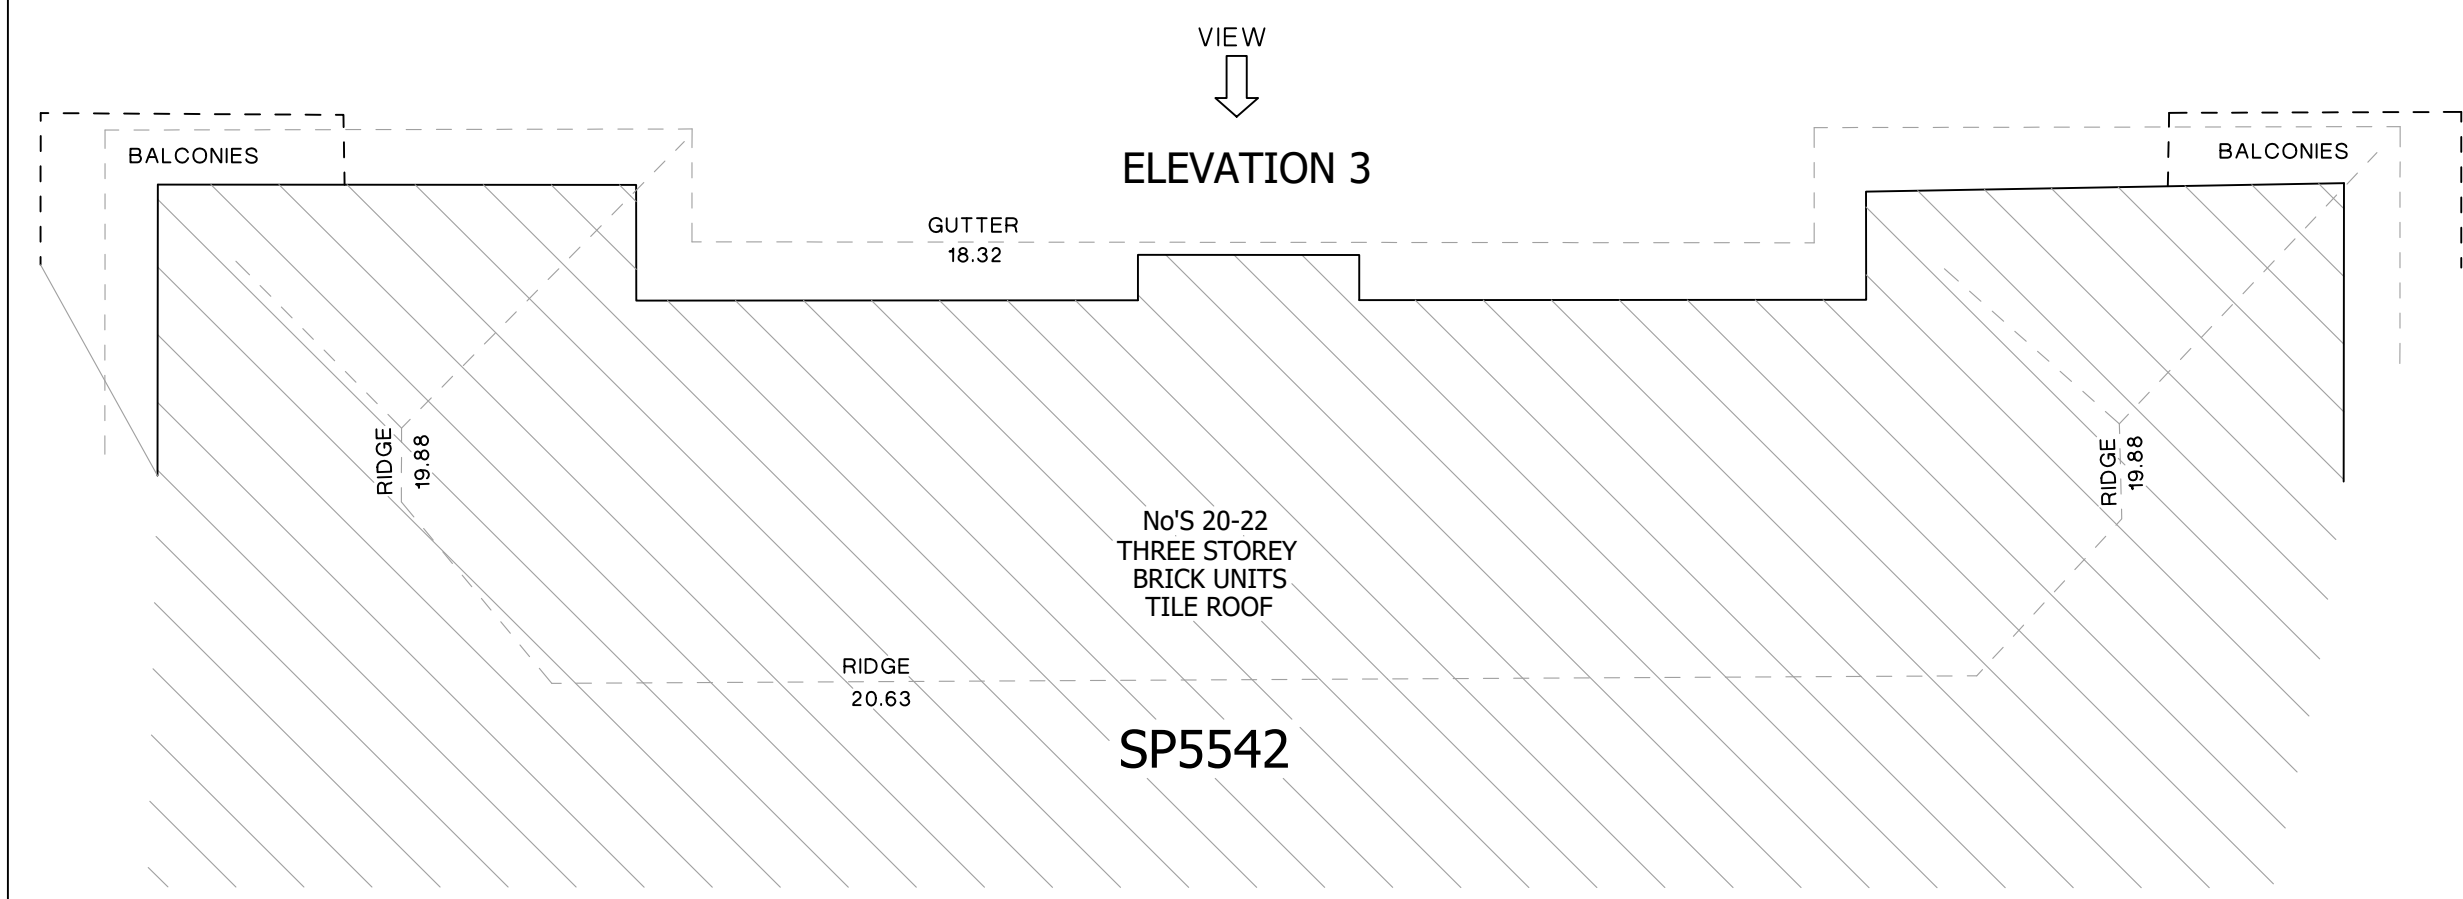 VIEW
ELEVATION 3
BALCONIES
BALCONIES
GUTTER
18.32
RIDGE
19.88
RIDGE
19.88
No'S 20-22
THREE STOREY
BRICK UNITS
TILE ROOF
RIDGE
20.63
SP5542